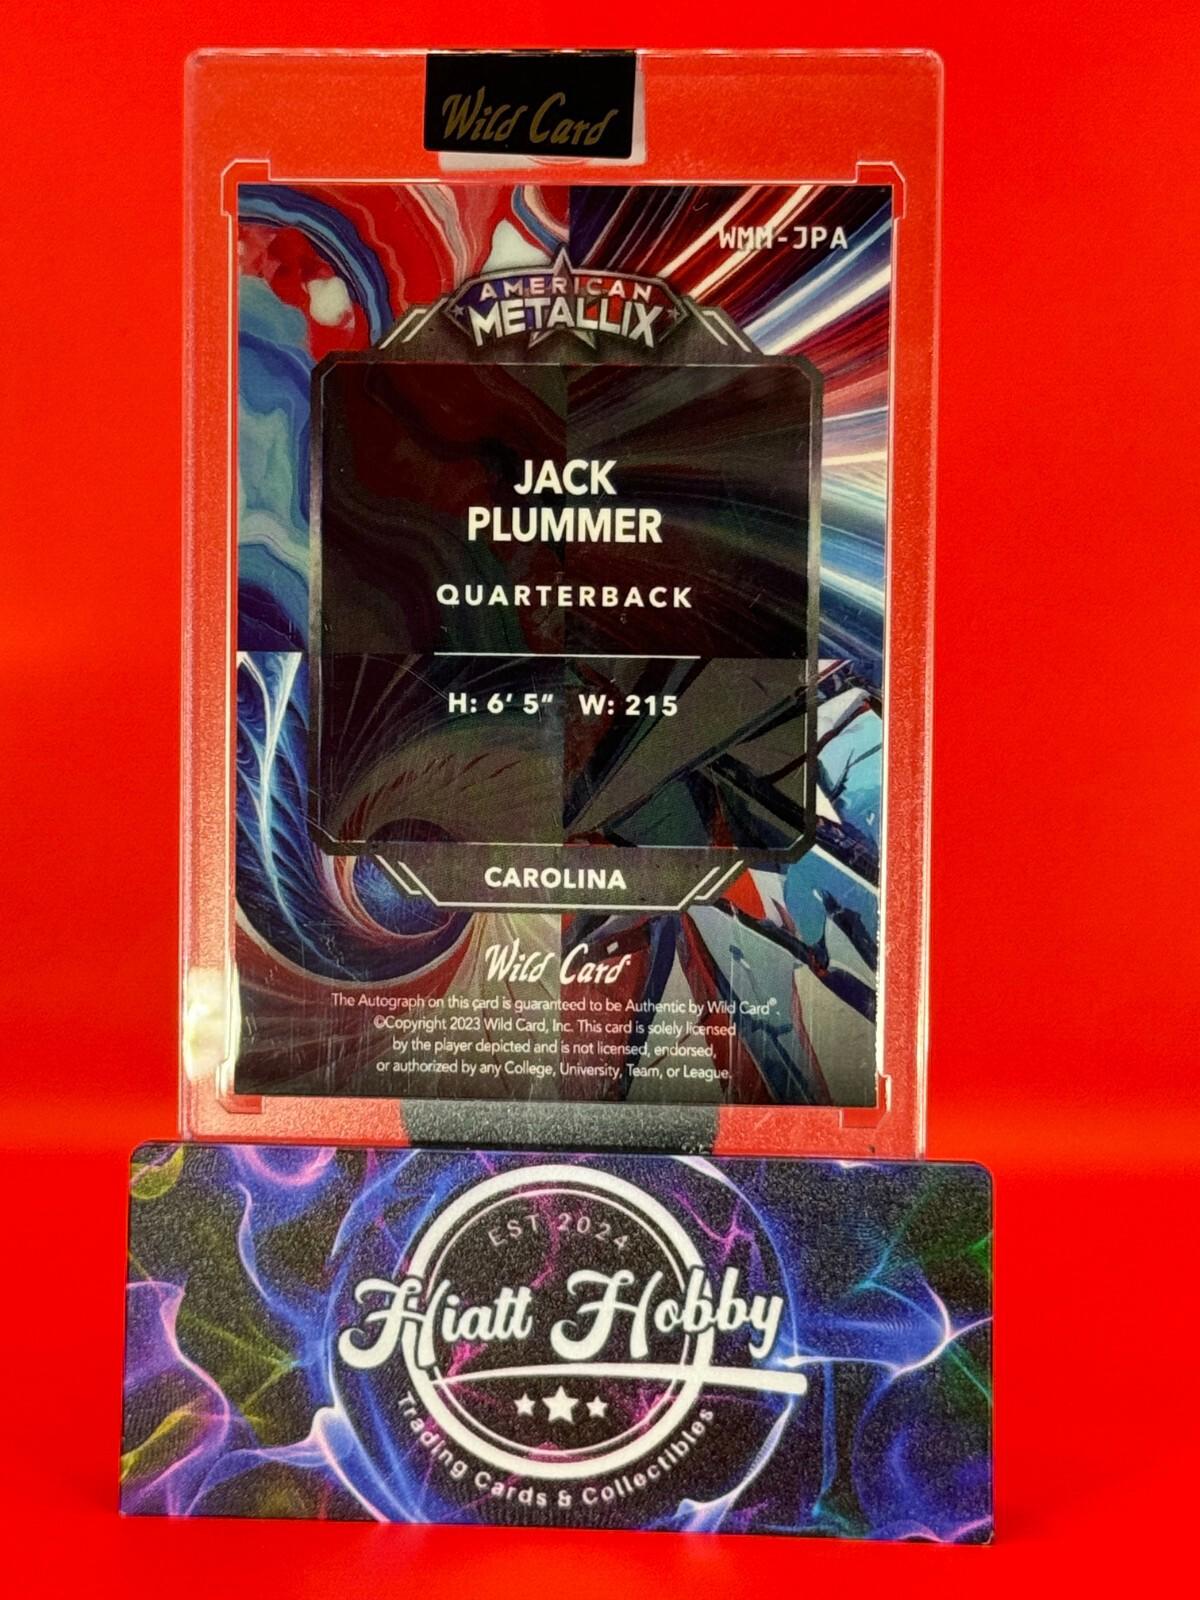 Wild Card
WMM-JPA
AMERICAN
METALLIX
JACK
PLUMMER
QUARTERBACK
H: 6' 5" W: 215
CAROLINA
Wild Card
The Autograph on this card is guaranteed to be Authentic by Wild Card®.
©Copyright 2023 Wild Card, Inc. This card is solely licensed
by the player depicted and is not licensed, endorsed,
or authorized by any College, University, Team, or League.
EST 2024
Hiatt Hobby
Trading Cards & Collectibles